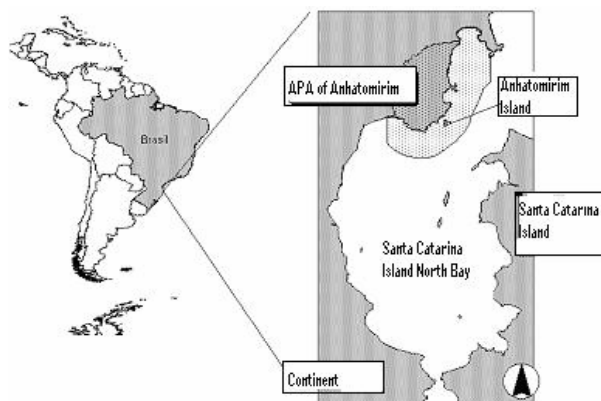 Brasil
APA of Anhatomirim
Anhatomirim
Island
Santa Catarina
Island
Santa Catarina
Island North Bay
Continent